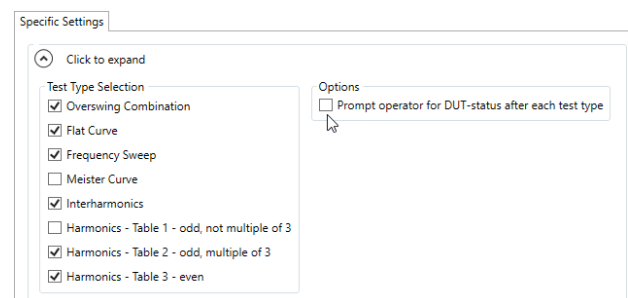 Specific Settings
Click to expand
Test Type Selection
Overswing Combination
Flat Curve
Frequency Sweep
Meister Curve
Interharmonics
Harmonics - Table 1 - odd, not multiple of 3
Harmonics - Table 2 - odd, multiple of 3
Harmonics - Table 3 - even
Options
Prompt operator for DUT-status after each test type